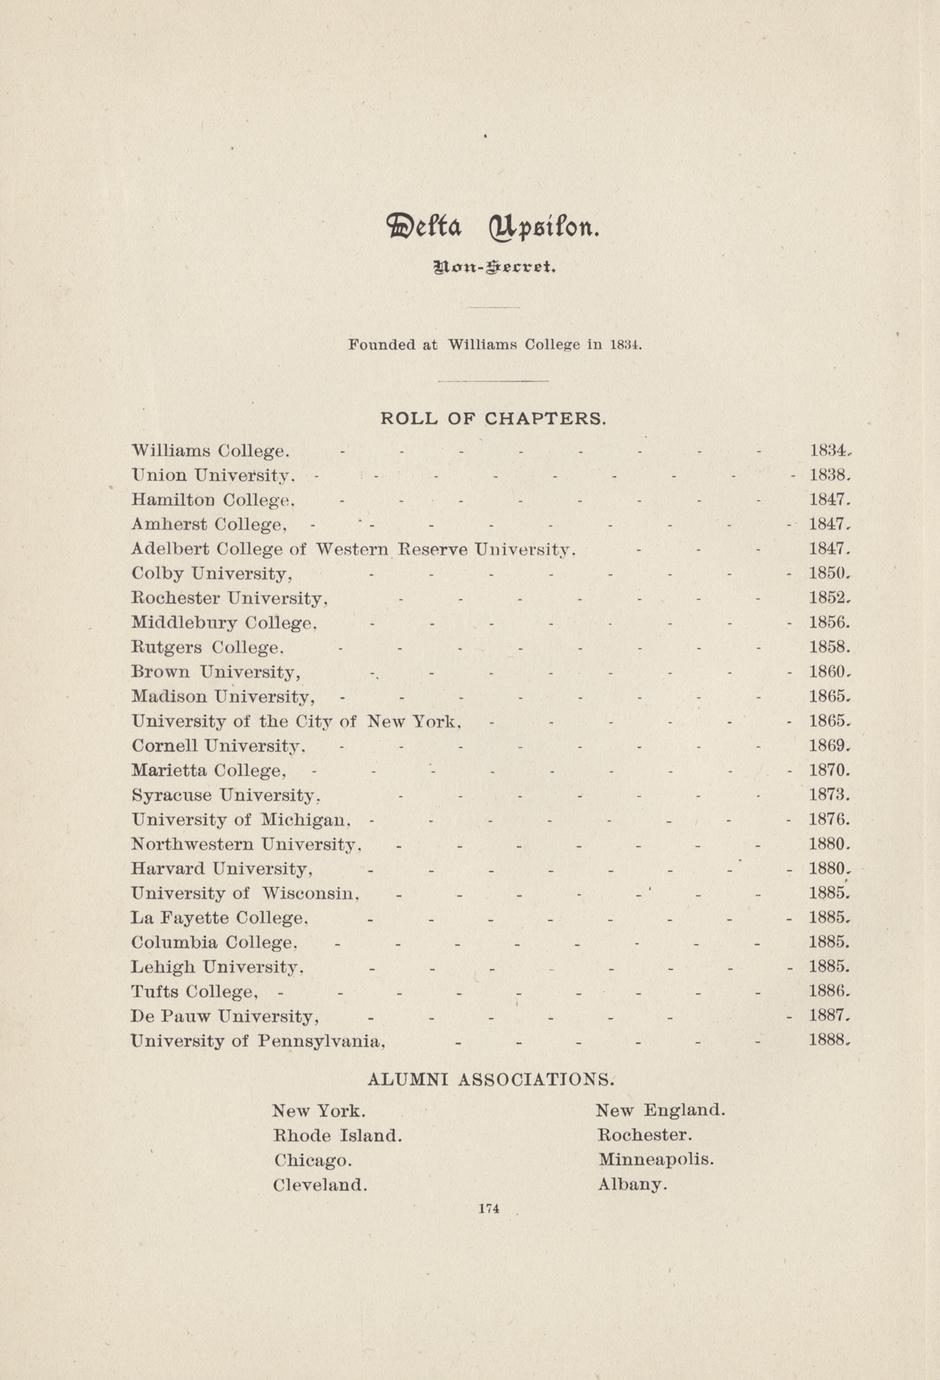 Delta Upsilon.
Non-Secret.
Founded at Williams College in 1834.
ROLL OF CHAPTERS.
Williams College. - - - - - - - - 1834.
Union University. - - - - - - - - - 1838.
Hamilton College. - - - - - - - - 1847.
Amherst College, - - - - - - - - - 1847.
Adelbert College of Western Reserve University. - - - 1847.
Colby University, - - - - - - - - 1850.
Rochester University, - - - - - - - 1852.
Middlebury College, - - - - - - - - 1856.
Rutgers College. - - - - - - - - 1858.
Brown University, - - - - - - - - 1860.
Madison University, - - - - - - - - 1865.
University of the City of New York, - - - - - - 1865.
Cornell University. - - - - - - - - 1869.
Marietta College, - - - - - - - - - 1870.
Syracuse University. - - - - - - - 1873.
University of Michigan. - - - - - - - - 1876.
Northwestern University. - - - - - - - 1880.
Harvard University, - - - - - - - - 1880.
University of Wisconsin, - - - - - - - 1885.
La Fayette College. - - - - - - - - 1885.
Columbia College. - - - - - - - - 1885.
Lehigh University. - - - - - - - - 1885.
Tufts College, - - - - - - - - - 1886.
De Pauw University, - - - - - - - 1887.
University of Pennsylvania, - - - - - - 1888.
ALUMNI ASSOCIATIONS.
New York. New England.
Rhode Island. Rochester.
Chicago. Minneapolis.
Cleveland. Albany.
174